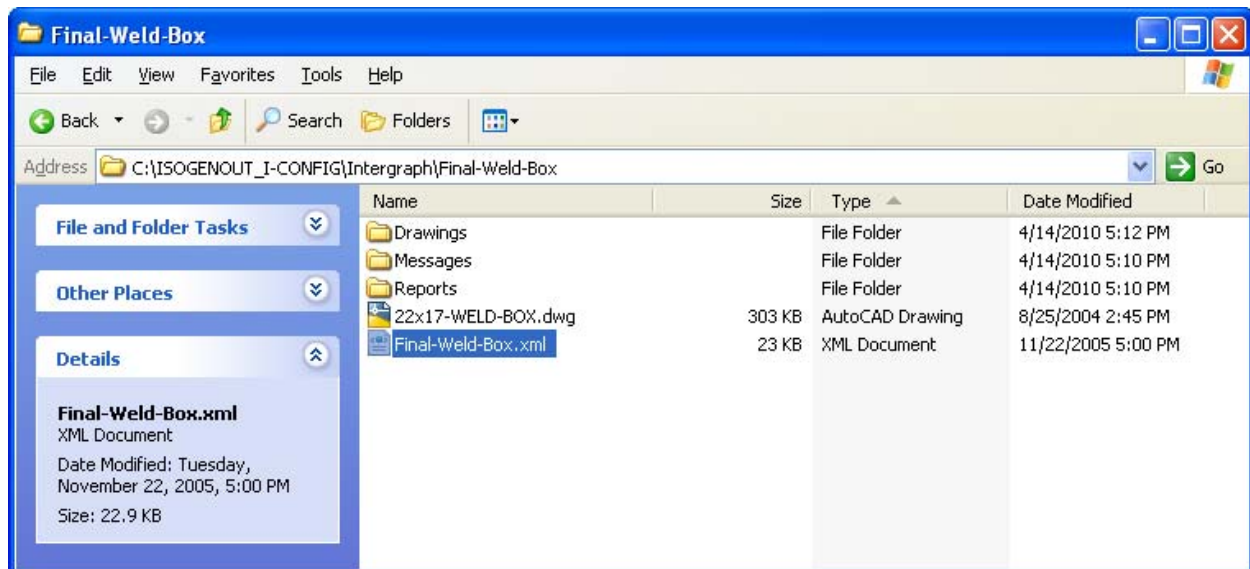 Final-Weld-Box
File Edit View Favorites Tools Help
Back Search Folders
Address C:\ISOGENOUT_I-CONFIG\Intergraph\Final-Weld-Box Go
File and Folder Tasks
Other Places
Details
Final-Weld-Box.xml
XML Document
Date Modified: Tuesday,
November 22, 2005, 5:00 PM
Size: 22.9 KB
Name Size Type Date Modified
Drawings File Folder 4/14/2010 5:12 PM
Messages File Folder 4/14/2010 5:10 PM
Reports File Folder 4/14/2010 5:10 PM
22x17-WELD-BOX.dwg 303 KB AutoCAD Drawing 8/25/2004 2:45 PM
Final-Weld-Box.xml 23 KB XML Document 11/22/2005 5:00 PM